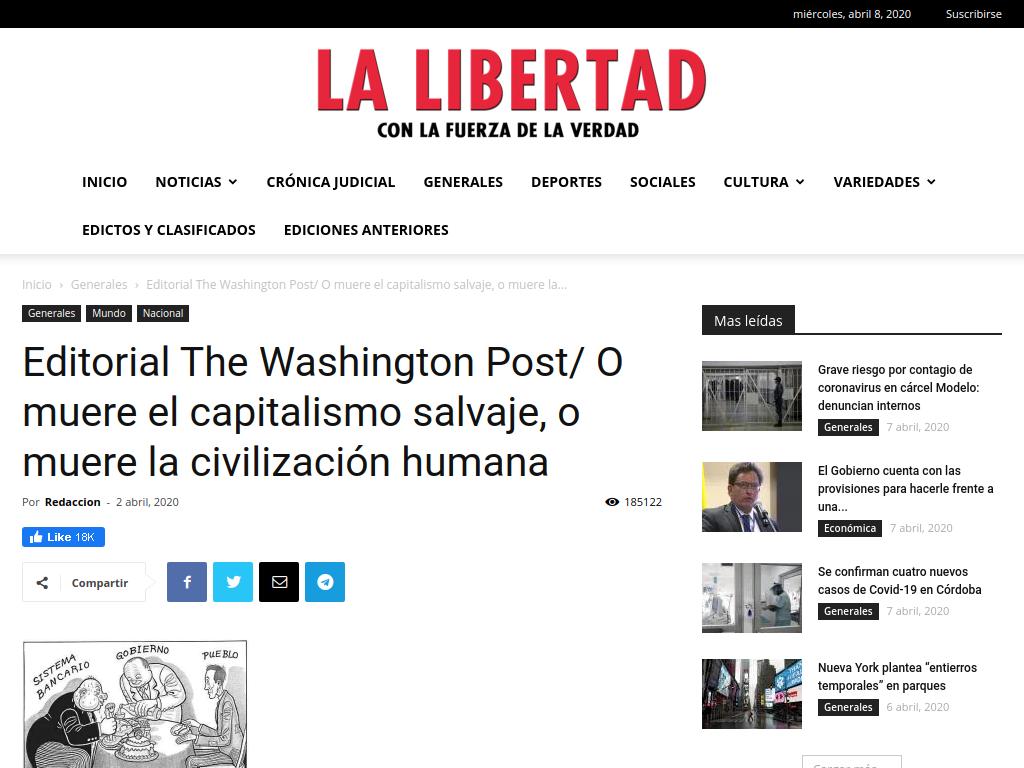 miércoles, abril 8, 2020 Suscribirse
LA LIBERTAD
CON LA FUERZA DE LA VERDAD
INICIO NOTICIAS CRÓNICA JUDICIAL GENERALES DEPORTES SOCIALES CULTURA VARIEDADES
EDICTOS Y CLASIFICADOS EDICIONES ANTERIORES
Inicio › Generales › Editorial The Washington Post/ O muere el capitalismo salvaje, o muere la...
Generales Mundo Nacional
Editorial The Washington Post/ O
muere el capitalismo salvaje, o
muere la civilización humana
Por Redaccion - 2 abril, 2020 185122
Like 18K
Compartir
SISTEMA
BANCARIO
GOBIERNO
PUEBLO
Mas leídas
Grave riesgo por contagio de
coronavirus en cárcel Modelo:
denuncian internos
Generales 7 abril, 2020
El Gobierno cuenta con las
provisiones para hacerle frente a
una...
Económica 7 abril, 2020
Se confirman cuatro nuevos
casos de Covid-19 en Córdoba
Generales 7 abril, 2020
Nueva York plantea “entierros
temporales” en parques
Generales 6 abril, 2020